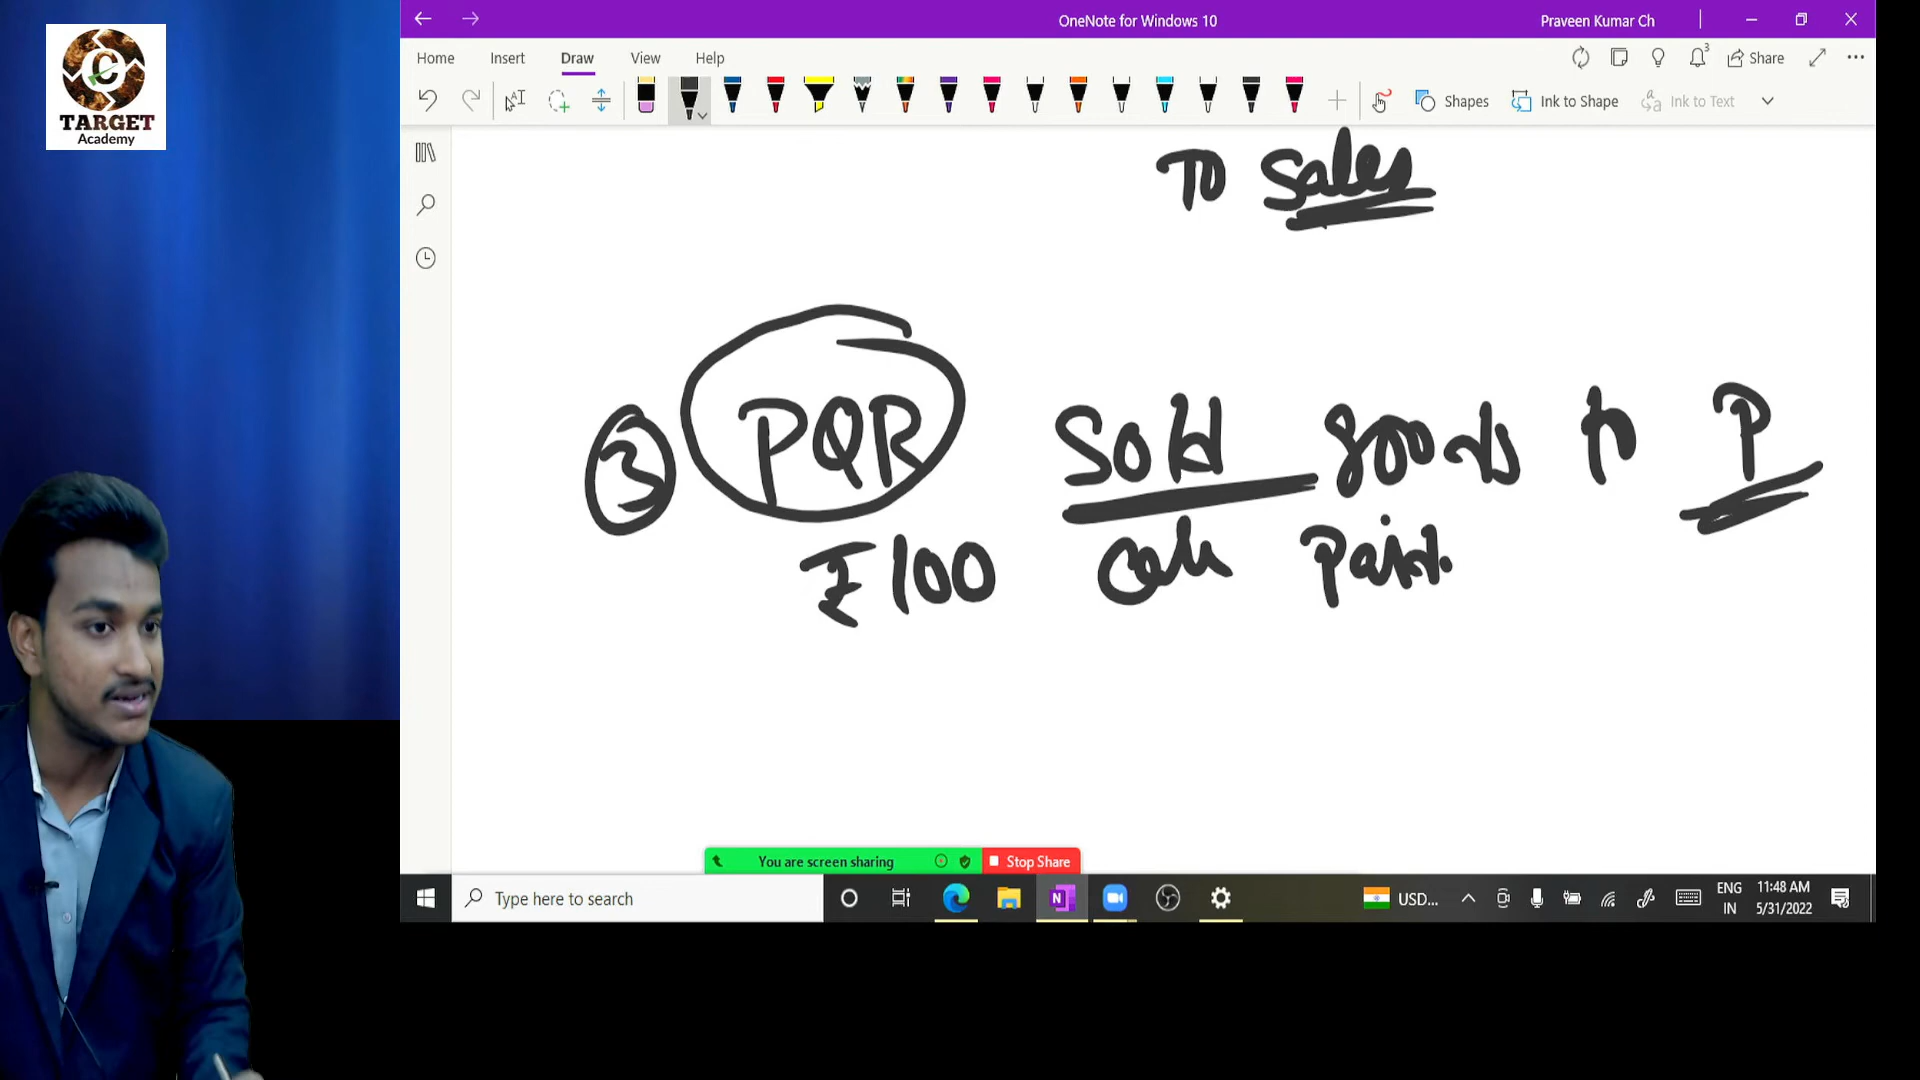 OneNote for Windows 10
Praveen Kumar Ch
Home Insert Draw View Help
3
Share
Shapes
Ink to Shape
Ink to Text
C
TARGET
Academy
To Sales
3 PQR Sold goods to P
₹100 Cash Paid.
You are screen sharing
Stop Share
Type here to search
N
USD...
ENG
IN
11:48 AM
5/31/2022